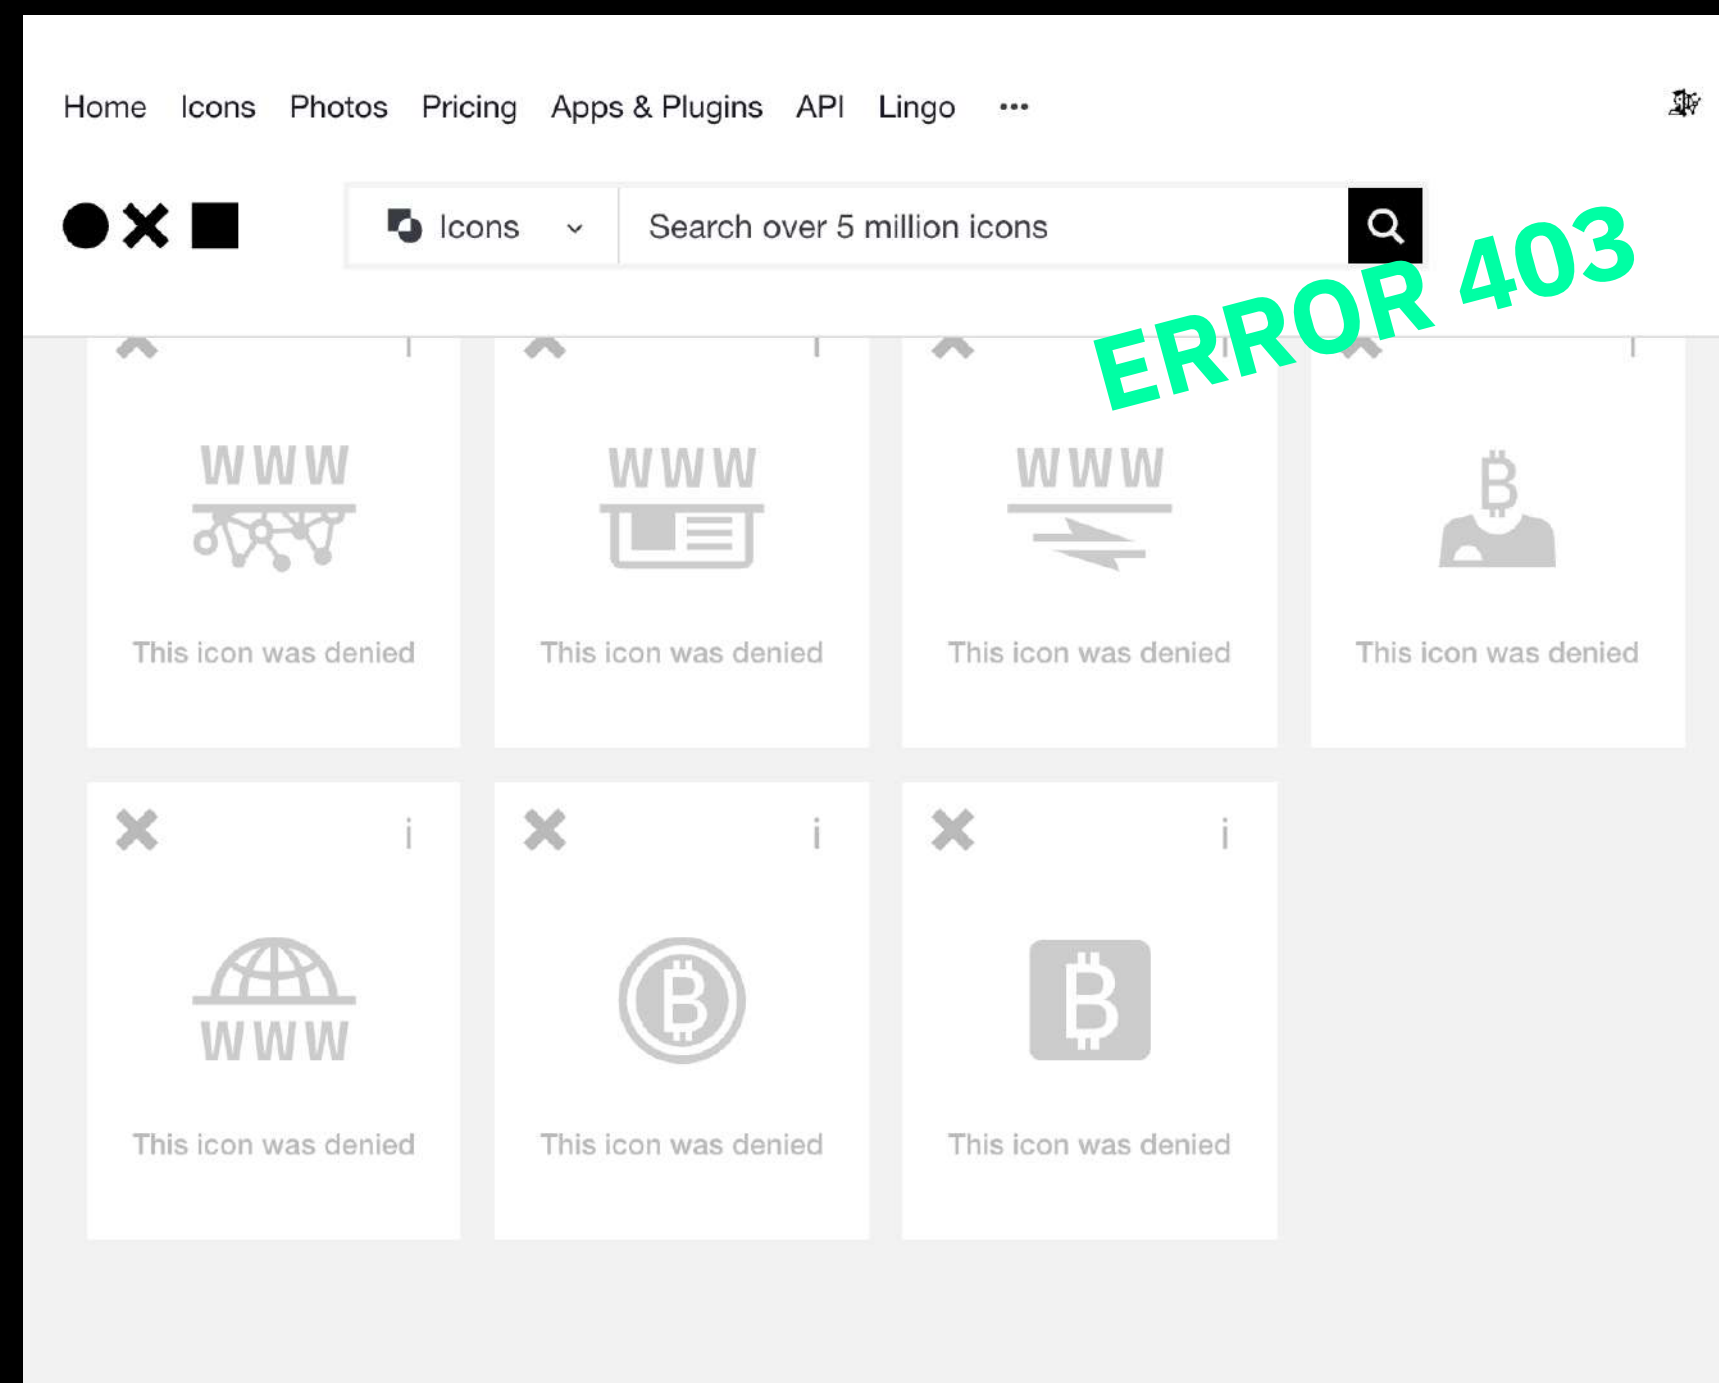 Home Icons Photos Pricing Apps & Plugins API Lingo •••
Icons Search over 5 million icons
ERROR 403
i i i i
WWW WWW WWW
This icon was denied This icon was denied This icon was denied This icon was denied
i i i
WWW
This icon was denied This icon was denied This icon was denied